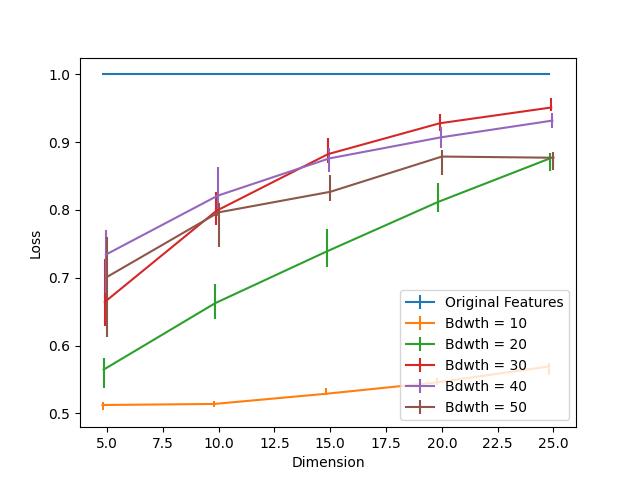 1.0
0.9
0.8
0.7
0.6
0.5
Loss
Original Features
Bdwth = 10
Bdwth = 20
Bdwth = 30
Bdwth = 40
Bdwth = 50
5.0 7.5 10.0 12.5 15.0 17.5 20.0 22.5 25.0
Dimension